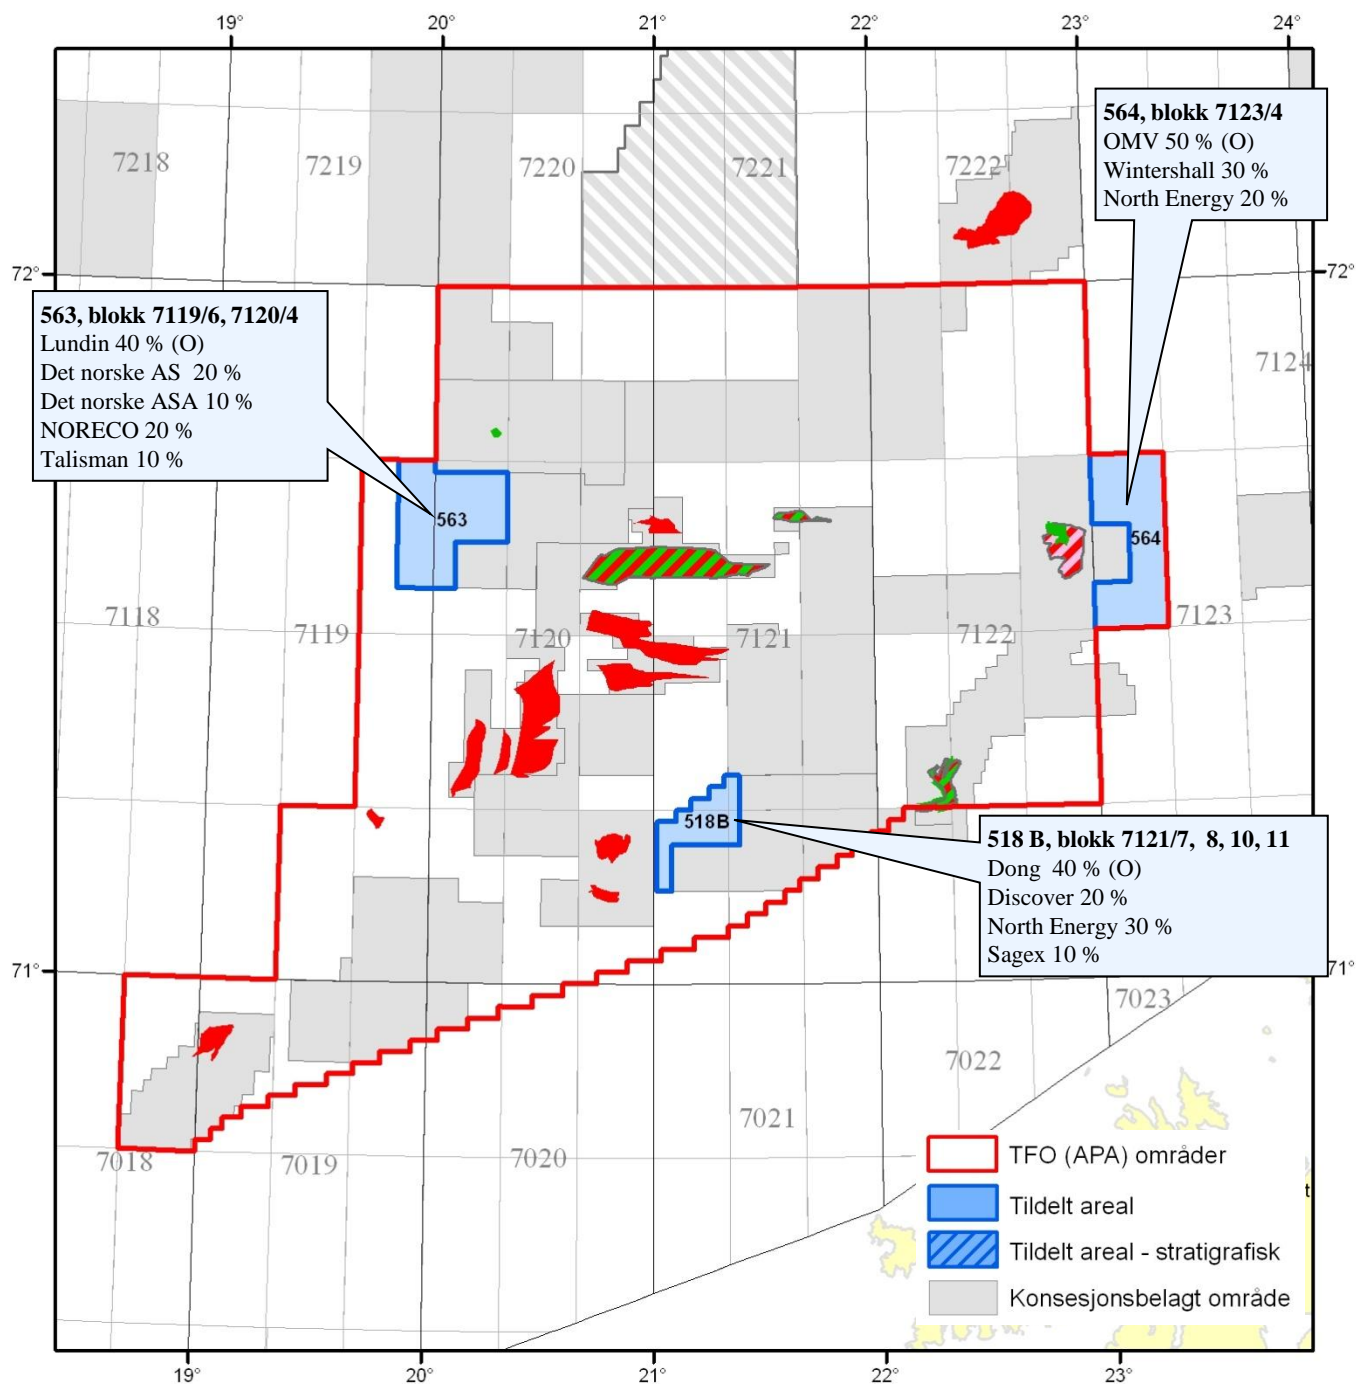 19° 20° 21° 22° 23° 24°
7218 7219 7220 7221 7222
564, blokk 7123/4
OMV 50 % (O)
Wintershall 30 %
North Energy 20 %
72° 72°
563, blokk 7119/6, 7120/4
Lundin 40 % (O)
Det norske AS 20 %
Det norske ASA 10 %
NORECO 20 %
Talisman 10 %
7124
563
564
7118 7119 7120 7121 7122 7123
518B
518 B, blokk 7121/7, 8, 10, 11
Dong 40 % (O)
Discover 20 %
North Energy 30 %
Sagex 10 %
71° 71°
7023
7022
7021
7018 7019 7020
TFO (APA) områder
Tildelt areal
t
Tildelt areal - stratigrafisk
Konsesjonsbelagt område
19° 20° 21° 22° 23°